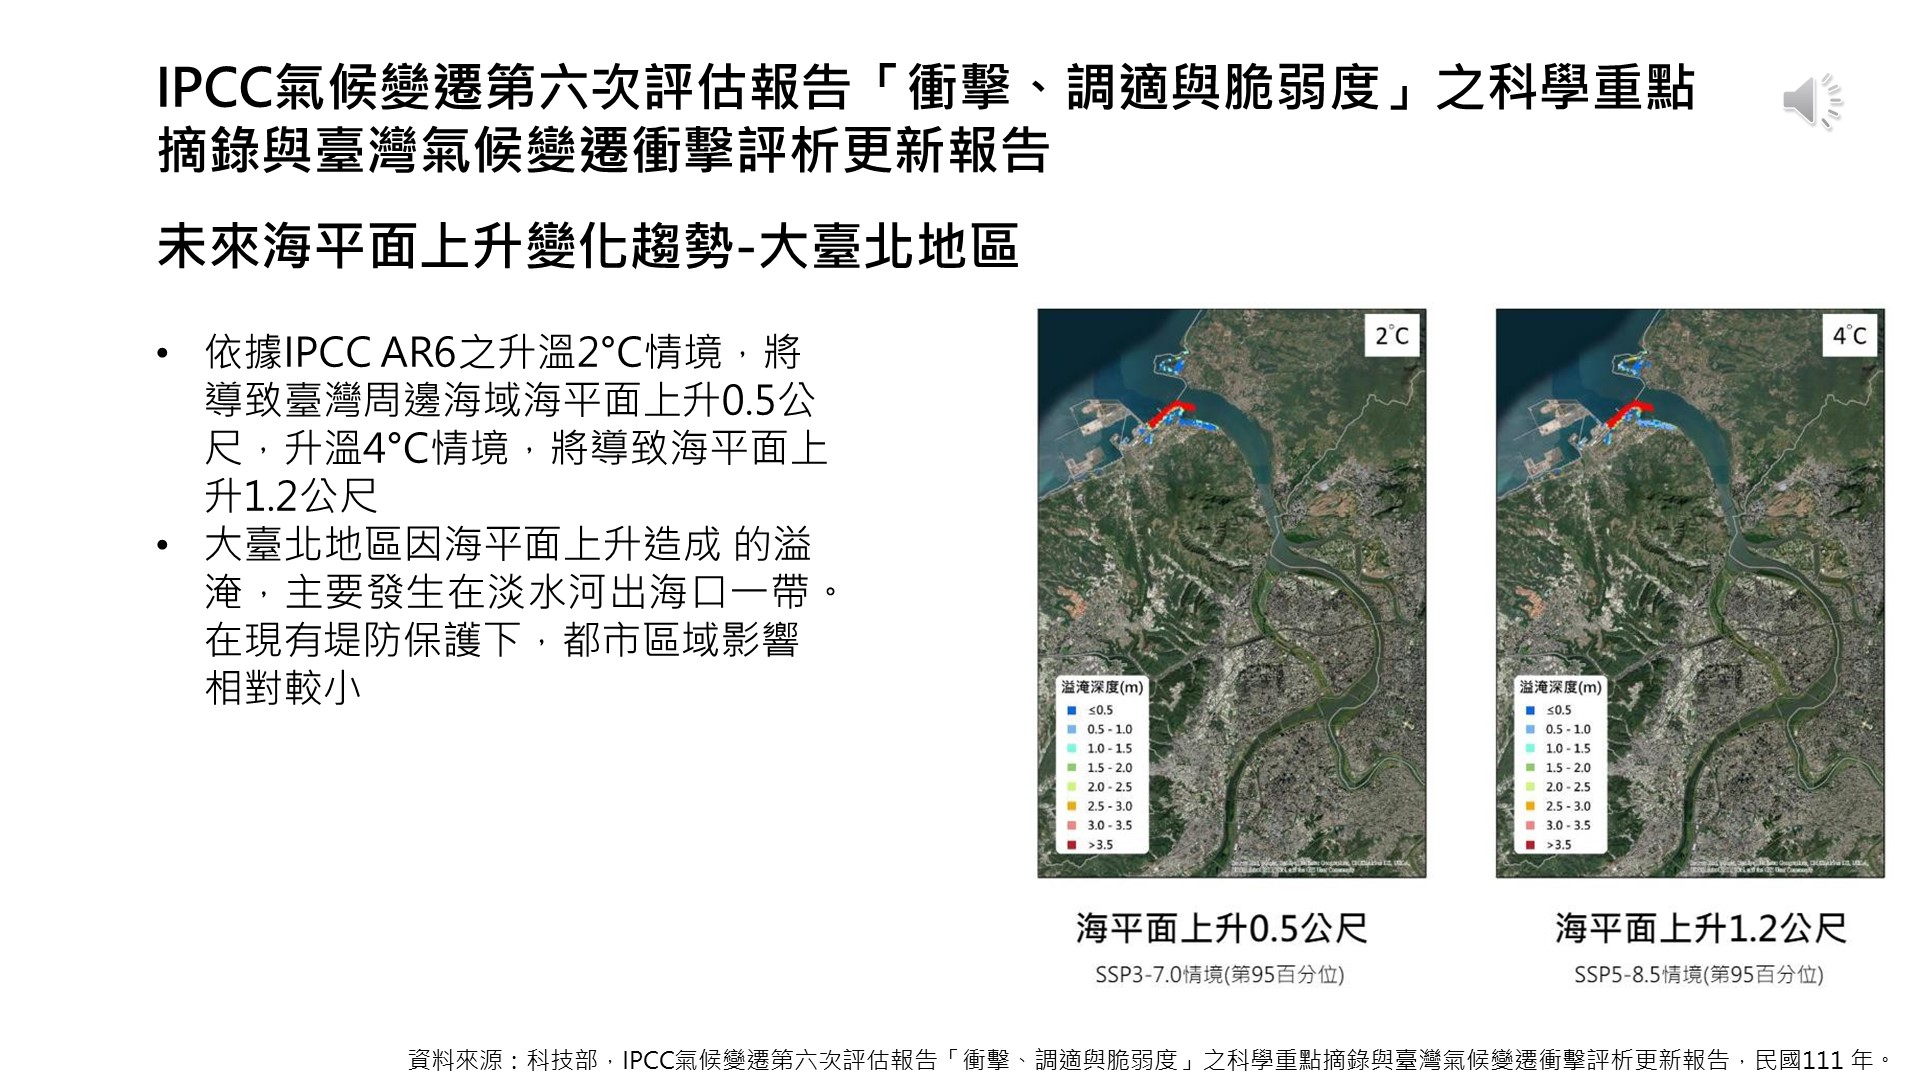 IPCC氣候變遷第六次評估報告「衝擊、調適與脆弱度」之科學重點
摘錄與臺灣氣候變遷衝擊評析更新報告
未來海平面上升變化趨勢-大臺北地區
• 依據IPCC AR6之升溫2°C情境，將
導致臺灣周邊海域海平面上升0.5公
尺，升溫4°C情境，將導致海平面上
升1.2公尺
• 大臺北地區因海平面上升造成 的溢
淹，主要發生在淡水河出海口一帶。
在現有堤防保護下，都市區域影響
相對較小
2°C
溢淹深度(m)
≤0.5
0.5 - 1.0
1.0 - 1.5
1.5 - 2.0
2.0 - 2.5
2.5 - 3.0
3.0 - 3.5
>3.5
海平面上升0.5公尺
SSP3-7.0情境(第95百分位)
4°C
溢淹深度(m)
≤0.5
0.5 - 1.0
1.0 - 1.5
1.5 - 2.0
2.0 - 2.5
2.5 - 3.0
3.0 - 3.5
>3.5
海平面上升1.2公尺
SSP5-8.5情境(第95百分位)
資料來源：科技部，IPCC氣候變遷第六次評估報告「衝擊、調適與脆弱度」之科學重點摘錄與臺灣氣候變遷衝擊評析更新報告，民國111 年。